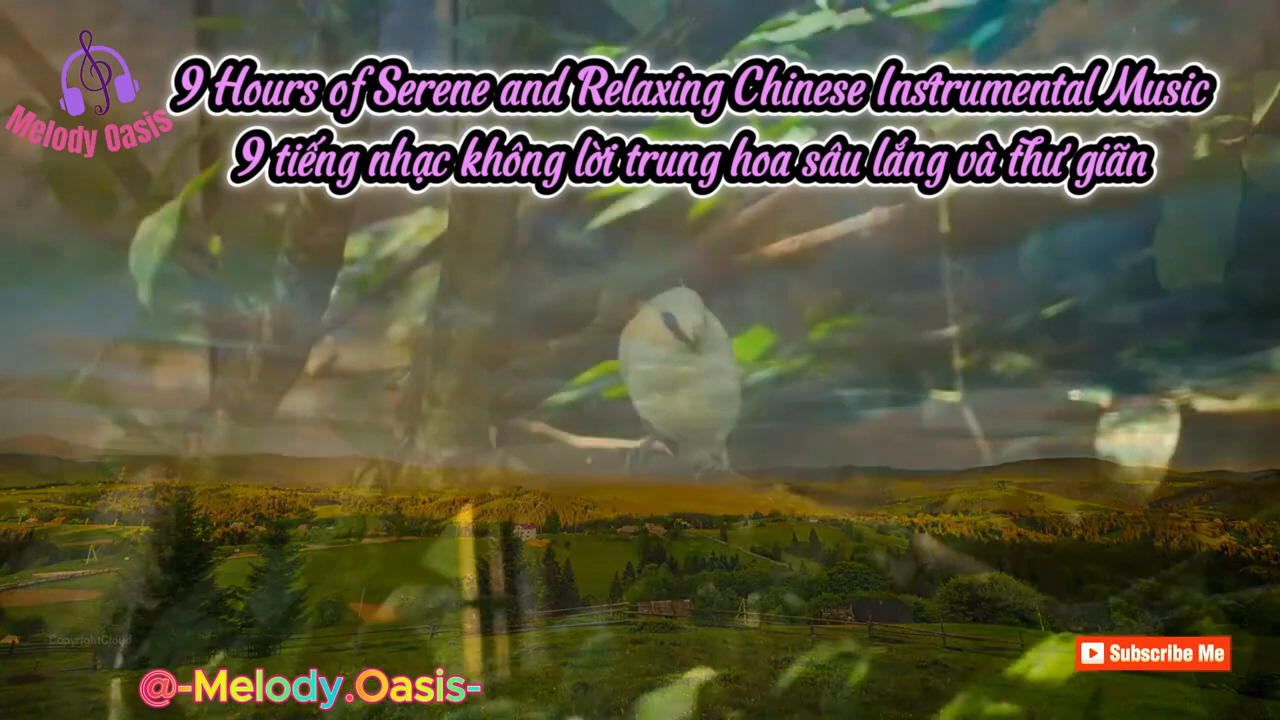 Melody Oasis
9 Hours of Serene and Relaxing Chinese Instrumental Music
9 tiếng nhạc không lời trung hoa sâu lắng và thư giãn
CopyrightCloud
@-Melody.Oasis-
Subscribe Me